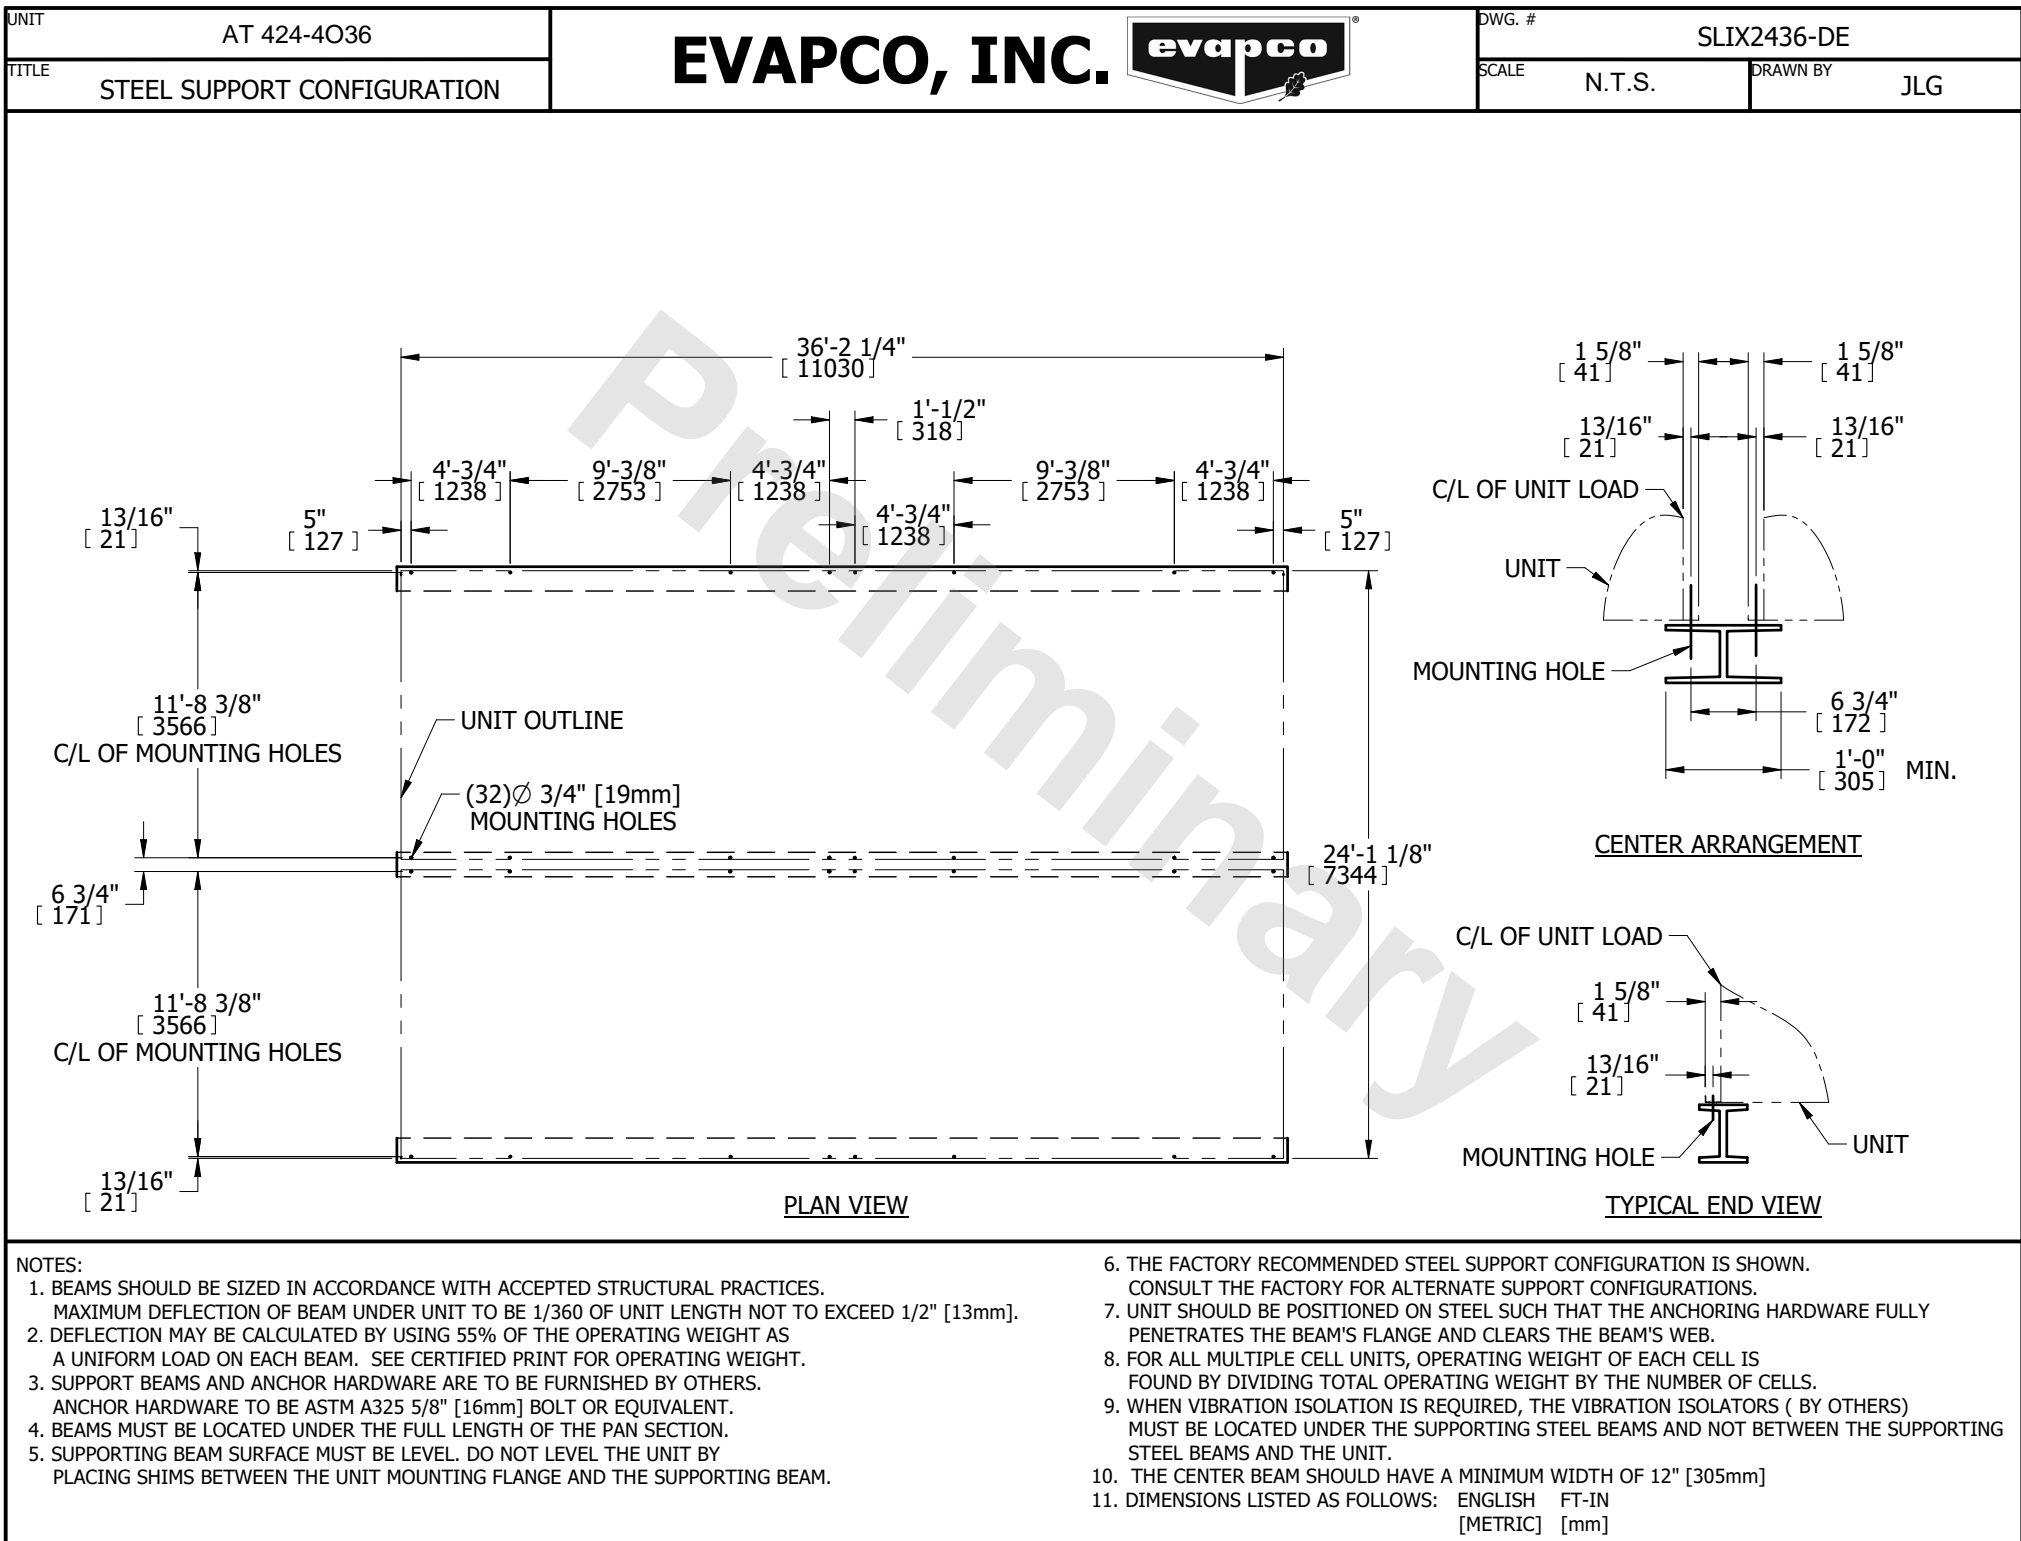 UNIT
AT 424-4O36
TITLE
STEEL SUPPORT CONFIGURATION
EVAPCO, INC.
evapco
®
DWG. #
SLIX2436-DE
SCALE
N.T.S.
DRAWN BY
JLG
Preliminary
36'-2 1/4"
[ 11030 ]
1'-1/2"
[ 318 ]
4'-3/4"
[ 1238 ]
9'-3/8"
[ 2753 ]
4'-3/4"
[ 1238 ]
9'-3/8"
[ 2753 ]
4'-3/4"
[ 1238 ]
4'-3/4"
[ 1238 ]
13/16"
[ 21 ]
5"
[ 127 ]
5"
[ 127 ]
11'-8 3/8"
[ 3566 ]
C/L OF MOUNTING HOLES
UNIT OUTLINE
(32)∅ 3/4" [19mm]
MOUNTING HOLES
6 3/4"
[ 171 ]
24'-1 1/8"
[ 7344 ]
11'-8 3/8"
[ 3566 ]
C/L OF MOUNTING HOLES
13/16"
[ 21 ]
PLAN VIEW
1 5/8"
[ 41 ]
1 5/8"
[ 41 ]
13/16"
[ 21 ]
13/16"
[ 21 ]
C/L OF UNIT LOAD
UNIT
MOUNTING HOLE
6 3/4"
[ 172 ]
1'-0"
[ 305 ] MIN.
CENTER ARRANGEMENT
C/L OF UNIT LOAD
1 5/8"
[ 41 ]
13/16"
[ 21 ]
MOUNTING HOLE
UNIT
TYPICAL END VIEW
NOTES:
1. BEAMS SHOULD BE SIZED IN ACCORDANCE WITH ACCEPTED STRUCTURAL PRACTICES.
MAXIMUM DEFLECTION OF BEAM UNDER UNIT TO BE 1/360 OF UNIT LENGTH NOT TO EXCEED 1/2" [13mm].
2. DEFLECTION MAY BE CALCULATED BY USING 55% OF THE OPERATING WEIGHT AS
A UNIFORM LOAD ON EACH BEAM. SEE CERTIFIED PRINT FOR OPERATING WEIGHT.
3. SUPPORT BEAMS AND ANCHOR HARDWARE ARE TO BE FURNISHED BY OTHERS.
ANCHOR HARDWARE TO BE ASTM A325 5/8" [16mm] BOLT OR EQUIVALENT.
4. BEAMS MUST BE LOCATED UNDER THE FULL LENGTH OF THE PAN SECTION.
5. SUPPORTING BEAM SURFACE MUST BE LEVEL. DO NOT LEVEL THE UNIT BY
PLACING SHIMS BETWEEN THE UNIT MOUNTING FLANGE AND THE SUPPORTING BEAM.
6. THE FACTORY RECOMMENDED STEEL SUPPORT CONFIGURATION IS SHOWN.
CONSULT THE FACTORY FOR ALTERNATE SUPPORT CONFIGURATIONS.
7. UNIT SHOULD BE POSITIONED ON STEEL SUCH THAT THE ANCHORING HARDWARE FULLY
PENETRATES THE BEAM'S FLANGE AND CLEARS THE BEAM'S WEB.
8. FOR ALL MULTIPLE CELL UNITS, OPERATING WEIGHT OF EACH CELL IS
FOUND BY DIVIDING TOTAL OPERATING WEIGHT BY THE NUMBER OF CELLS.
9. WHEN VIBRATION ISOLATION IS REQUIRED, THE VIBRATION ISOLATORS ( BY OTHERS)
MUST BE LOCATED UNDER THE SUPPORTING STEEL BEAMS AND NOT BETWEEN THE SUPPORTING
STEEL BEAMS AND THE UNIT.
10. THE CENTER BEAM SHOULD HAVE A MINIMUM WIDTH OF 12" [305mm]
11. DIMENSIONS LISTED AS FOLLOWS: ENGLISH FT-IN
[METRIC] [mm]